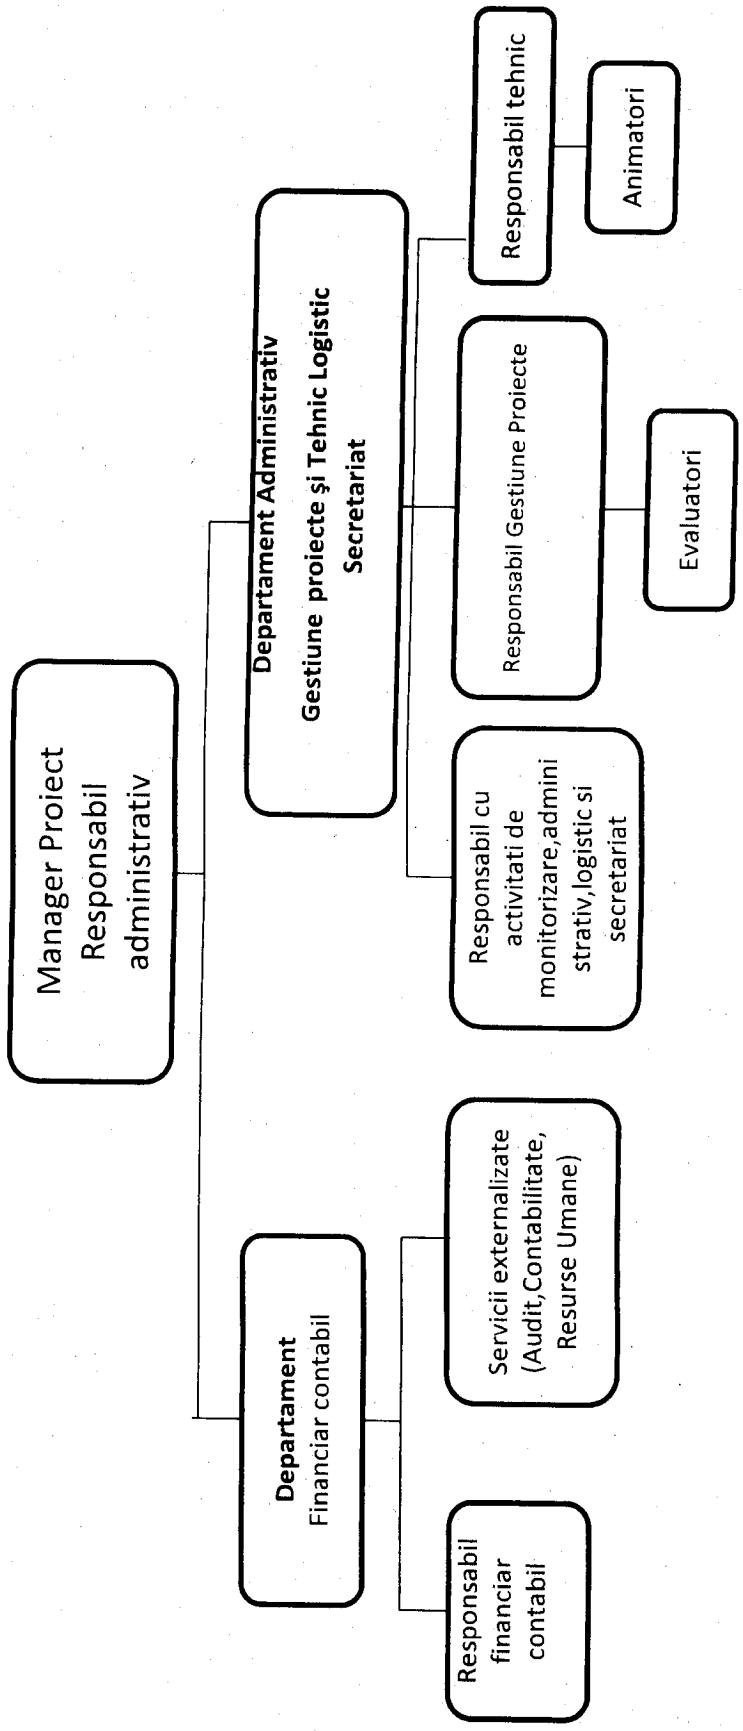 Manager Proiect
Responsabil
administrativ
Departament
Financiar contabil
Departament Administrativ
Gestiune proiecte şi Tehnic Logistic
Secretariat
Responsabil
financiar
contabil
Servicii externalizate
(Audit,Contabilitate,
Resurse Umane)
Responsabil cu
activitati de
monitorizare,admini
strativ,logistic si
secretariat
Responsabil Gestiune Proiecte
Responsabil tehnic
Evaluatori
Animatori